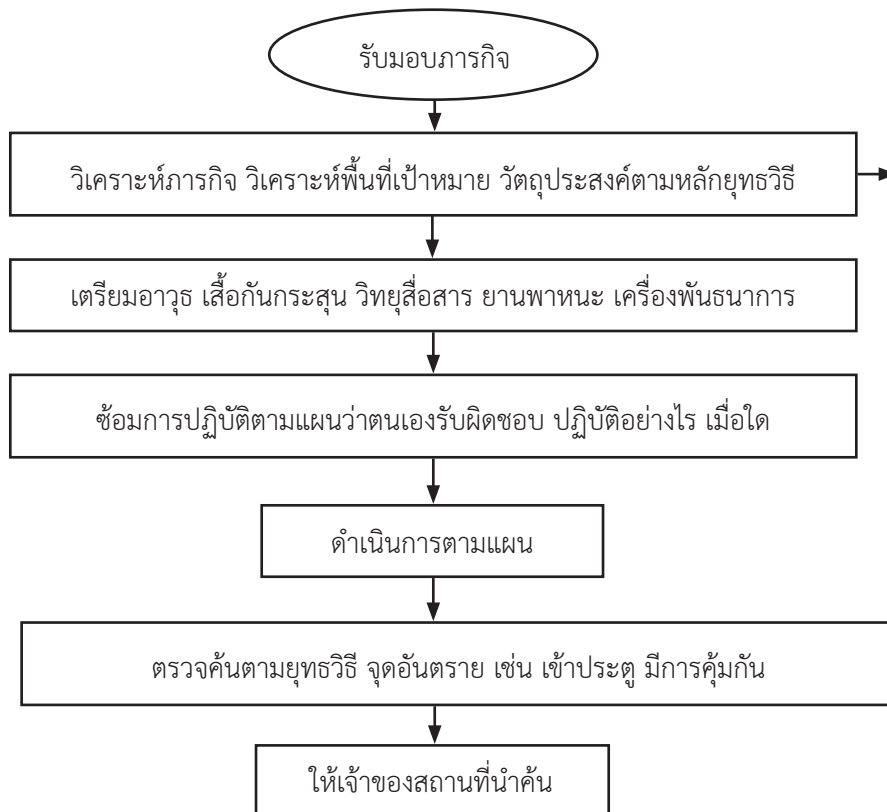 รับมอบภารกิจ
วิเคราะห์ภารกิจ วิเคราะห์พื้นที่เป้าหมาย วัตถุประสงค์ตามหลักยุทธวิธี
เตรียมอาวุธ เสื้อกันกระสุน วิทยุสื่อสาร ยานพาหนะ เครื่องพันธนาการ
ซ้อมการปฏิบัติตามแผนว่าตนเองรับผิดชอบ ปฏิบัติอย่างไร เมื่อใด
ดำเนินการตามแผน
ตรวจค้นตามยุทธวิธี จุดอันตราย เช่น เข้าประตู มีการคุ้มกัน
ให้เจ้าของสถานที่นำค้น